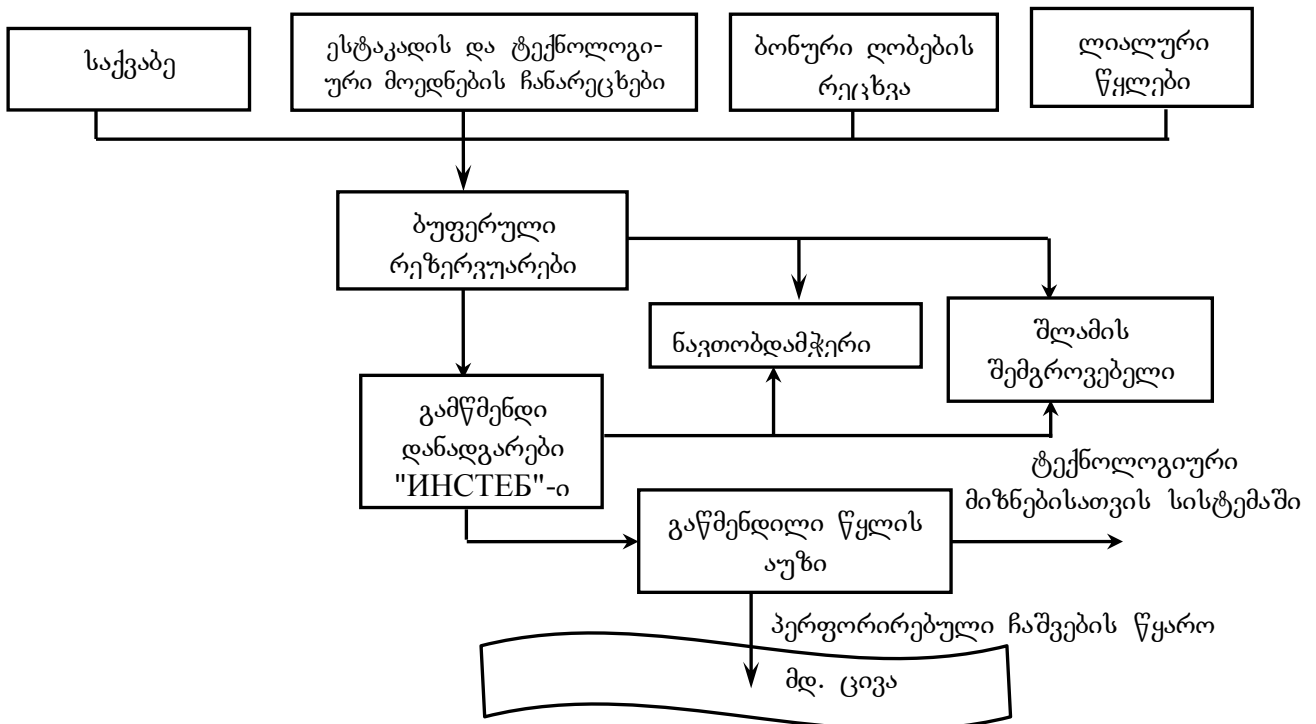 საქვაბე
ესტაკადის და ტექნოლოგი-
ური მოედნების ჩანარეცხები
ბონური ღობების
რეცხვა
ლიალური
წყლები
ბუფერული
რეზერვუარები
ნავთობდამჭერი
შლამის
შემგროვებელი
გამწმენდი
დანადგარები
"ИНСТЕБ"-ი
ტექნოლოგიური
მიზნებისათვის სისტემაში
გაწმენდილი წყლის
აუზი
პერფორირებული ჩაშვების წყარო
მდ. ცივა